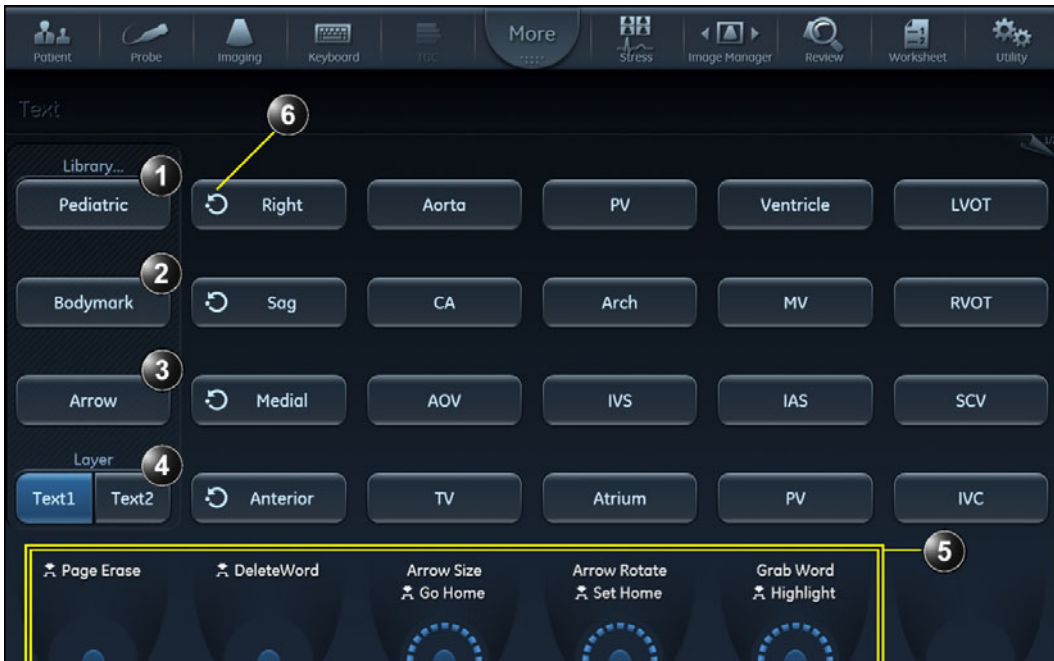 Patient Probe Imaging Keyboard TGC More Stress Image Manager Review Worksheet Utility
Text
6
Library...
1
Pediatric Right Aorta PV Ventricle LVOT
2
Bodymark Sag CA Arch MV RVOT
3
Arrow Medial AOV IVS IAS SCV
Layer
4
Text1 Text2 Anterior TV Atrium PV IVC
5
Page Erase DeleteWord Arrow Size Arrow Rotate Grab Word
Go Home Set Home Highlight